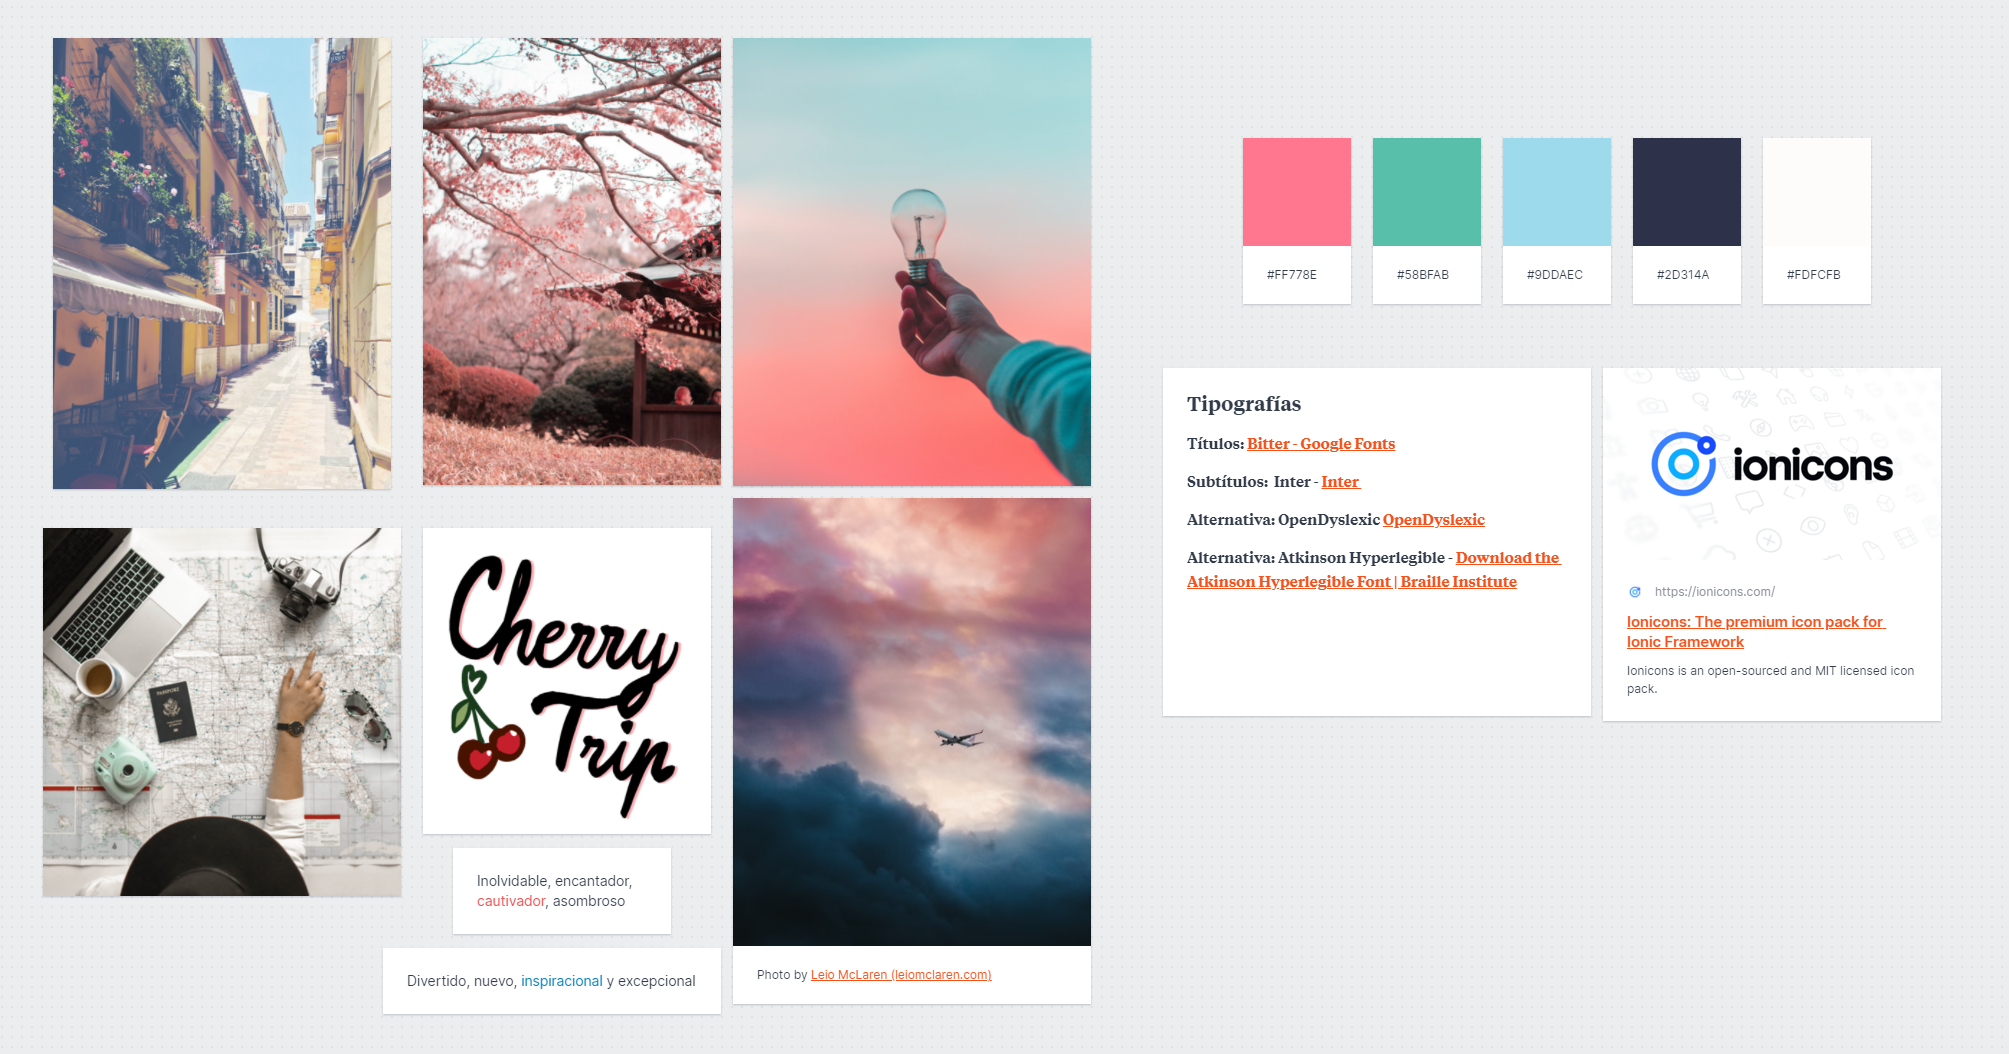 Cherry
Trip
Inolvidable, encantador,
cautivador, asombroso
Divertido, nuevo, inspiracional y excepcional
PASSPORT
Photo by Leio McLaren (leiomclaren.com)
#FF778E
#58BFAB
#9DDAEC
#2D314A
#FDFCFB
Tipografías
Títulos: Bitter - Google Fonts
Subtítulos: Inter - Inter
Alternativa: OpenDyslexic OpenDyslexic
Alternativa: Atkinson Hyperlegible - Download the
Atkinson Hyperlegible Font | Braille Institute
ionicons
https://ionicons.com/
Ionicons: The premium icon pack for
Ionic Framework
Ionicons is an open-sourced and MIT licensed icon
pack.